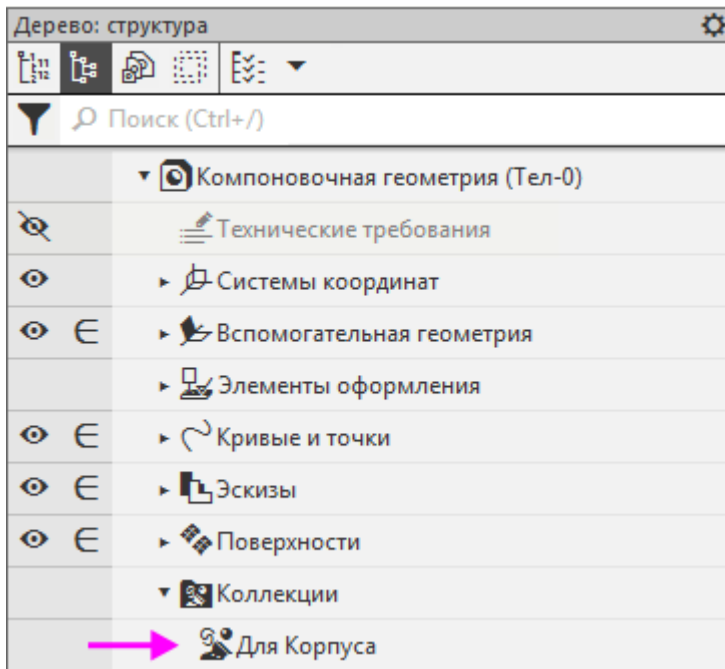 Дерево: структура
Поиск (Ctrl+/)
Компоновочная геометрия (Тел-0)
Технические требования
Системы координат
Вспомогательная геометрия
Элементы оформления
Кривые и точки
Эскизы
Поверхности
Коллекции
Для Корпуса